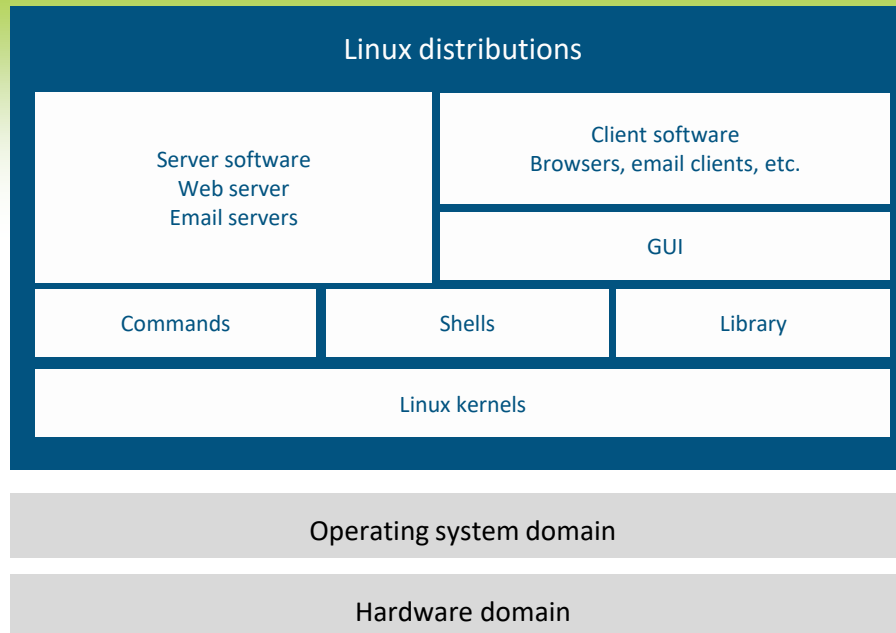 Linux distributions
Server software
Web server
Email servers
Client software
Browsers, email clients, etc.
GUI
Commands
Shells
Library
Linux kernels
Operating system domain
Hardware domain